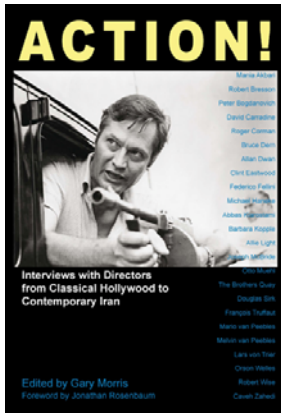 ACTION!
Mania Akbari
Robert Bresson
Peter Bogdanovich
David Carradine
Roger Corman
Bruce Dern
Allan Dwan
Clint Eastwood
Federico Fellini
Michael Haneke
Abbas Kiarostami
Barbara Kopple
Allie Light
Joseph McBride
Otto Muehl
The Brothers Quay
Douglas Sirk
François Truffaut
Mario van Peebles
Melvin van Peebles
Lars von Trier
Orson Welles
Robert Wise
Caveh Zahedi
Interviews with Directors
from Classical Hollywood to
Contemporary Iran
Edited by Gary Morris
Foreword by Jonathan Rosenbaum